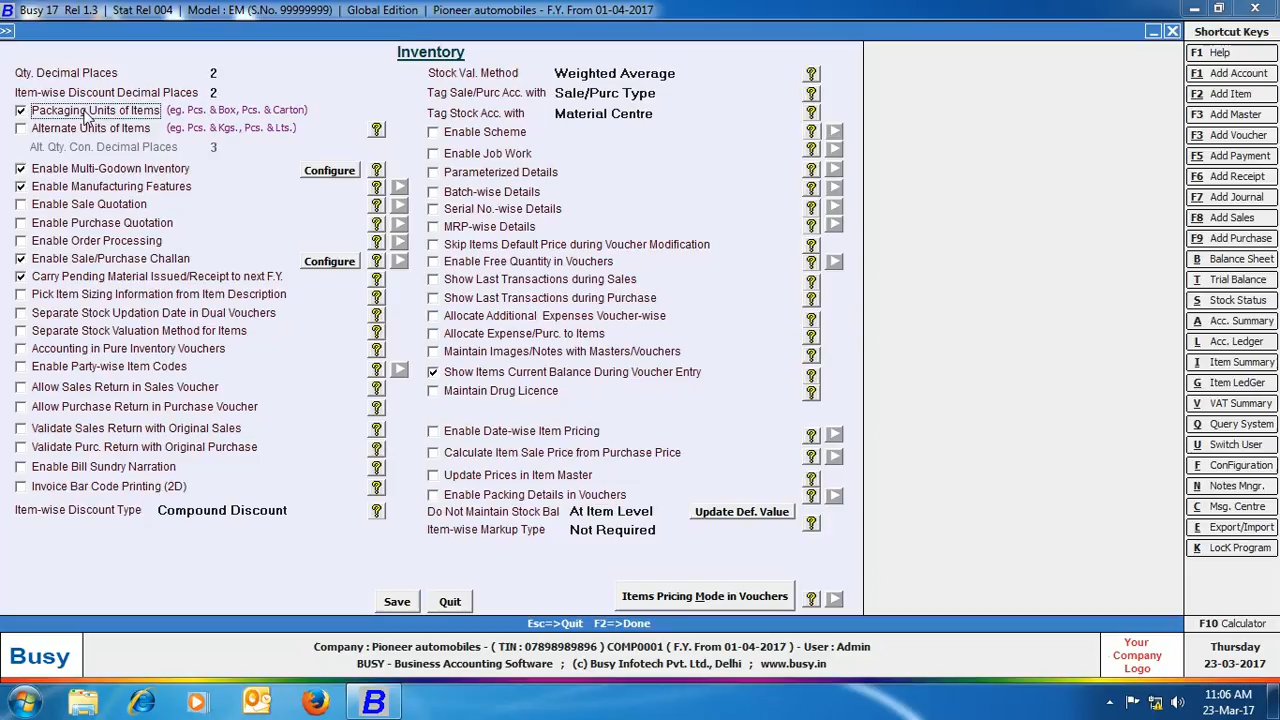 Busy 17 Rel 1.3 | Stat Rel 004 | Model : EM (S.No. 99999999) | Global Edition | Pioneer automobiles - F.Y. From 01-04-2017
>>
Inventory
Qty. Decimal Places 2
Item-wise Discount Decimal Places 2
Packaging Units of Items (eg. Pcs. & Box, Pcs. & Carton)
Alternate Units of Items (eg. Pcs & Kgs., Pcs & Lts.) ?
Alt. Qty. Con. Decimal Places 3
Enable Multi-Godown Inventory Configure ?
Enable Manufacturing Features ?
Enable Sale Quotation ?
Enable Purchase Quotation ?
Enable Order Processing ?
Enable Sale/Purchase Challan Configure ?
Carry Pending Material Issued/Receipt to next F.Y. ?
Pick Item Sizing Information from Item Description ?
Separate Stock Updation Date in Dual Vouchers ?
Separate Stock Valuation Method for Items ?
Accounting in Pure Inventory Vouchers ?
Enable Party-wise Item Codes ?
Allow Sales Return in Sales Voucher ?
Allow Purchase Return in Purchase Voucher ?
Validate Sales Return with Original Sales ?
Validate Purc. Return with Original Purchase ?
Enable Bill Sundry Narration ?
Invoice Bar Code Printing (2D) ?
Item-wise Discount Type Compound Discount ?
Stock Val. Method Weighted Average ?
Tag Sale/Purc Acc. with Sale/Purc Type ?
Tag Stock Acc. with Material Centre ?
Enable Scheme ?
Enable Job Work ?
Parameterized Details ?
Batch-wise Details ?
Serial No.-wise Details ?
MRP-wise Details ?
Skip Items Default Price during Voucher Modification ?
Enable Free Quantity in Vouchers ?
Show Last Transactions during Sales ?
Show Last Transactions during Purchase ?
Allocate Additional Expenses Voucher-wise ?
Allocate Expense/Purc. to Items ?
Maintain Images/Notes with Masters/Vouchers ?
Show Items Current Balance During Voucher Entry ?
Maintain Drug Licence ?
Enable Date-wise Item Pricing ?
Calculate Item Sale Price from Purchase Price ?
Update Prices in Item Master ?
Enable Packing Details in Vouchers ?
Do Not Maintain Stock Bal At Item Level Update Def. Value
Item-wise Markup Type Not Required ?
Save Quit Items Pricing Mode in Vouchers ?
Esc=>Quit F2=>Done
Shortcut Keys
F1 Help
F1 Add Account
F2 Add Item
F3 Add Master
F3 Add Voucher
F5 Add Payment
F6 Add Receipt
F7 Add Journal
F8 Add Sales
F9 Add Purchase
B Balance Sheet
T Trial Balance
S Stock Status
A Acc. Summary
L Acc. Ledger
I Item Summary
G Item LedGer
V VAT Summary
Q Query System
U Switch User
F Configuration
N Notes Mngr.
C Msg. Centre
E Export/Import
K LocK Program
F10 Calculator
Busy
Company : Pioneer automobiles - ( TIN : 07898989896 ) COMP0001 ( F.Y. From 01-04-2017 ) - User : Admin
BUSY - Business Accounting Software ; (c) Busy Infotech Pvt. Ltd., Delhi ; www.busy.in
Your
Company
Logo
Thursday
23-03-2017
B
11:06 AM
23-Mar-17